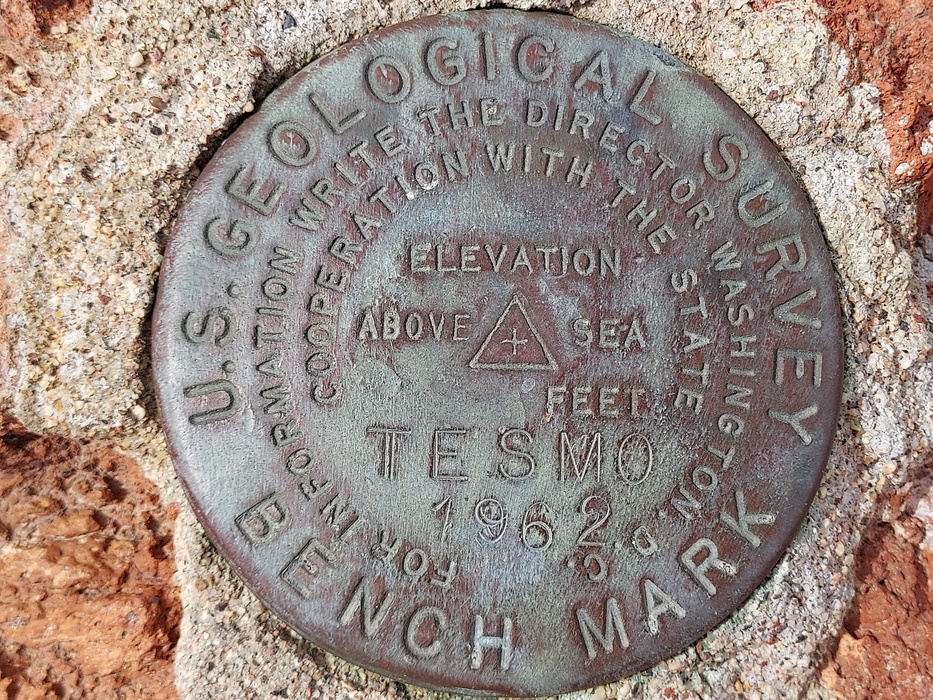 U.S. GEOLOGICAL SURVEY
BENCH MARK
FOR INFORMATION WRITE THE DIRECTOR WASHINGTON, D.C.
COOPERATION WITH THE STATE
ELEVATION
ABOVE SEA
FEET
TESMO
1962